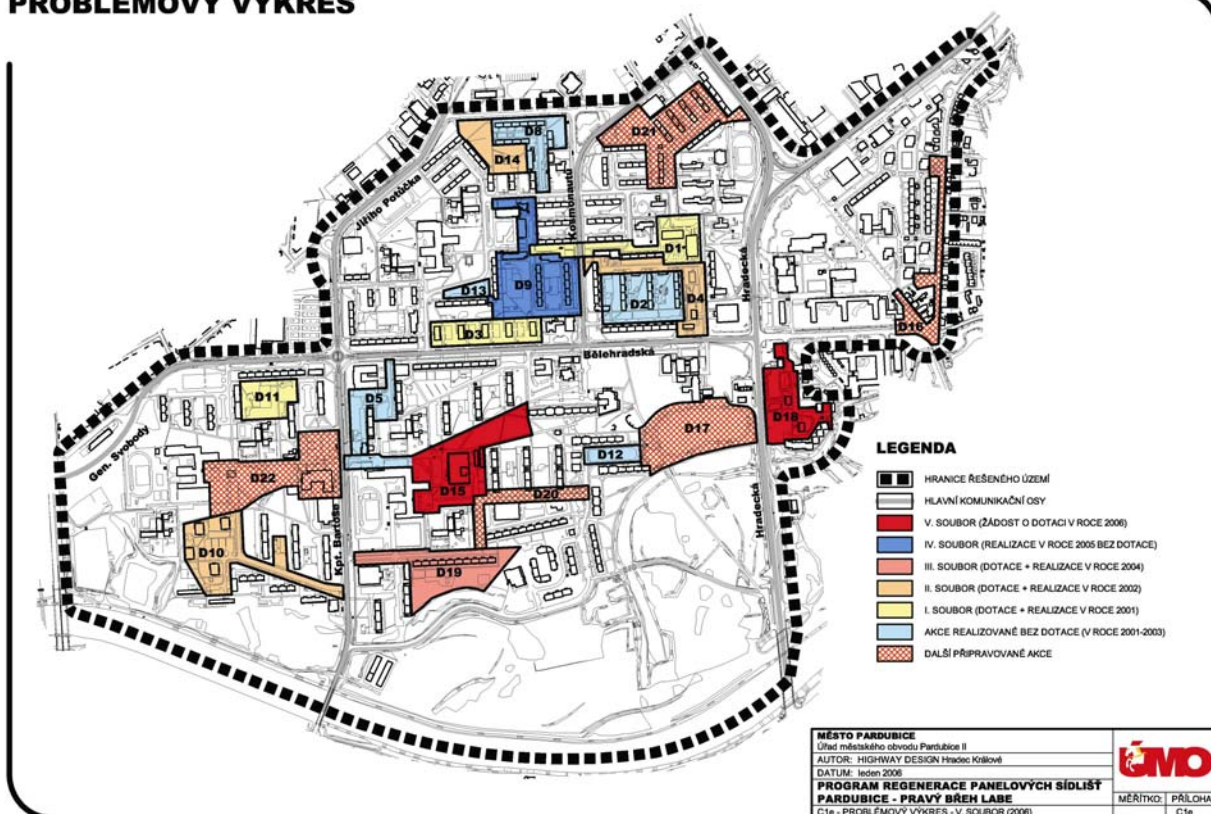 PROBLÉMOVÝ VÝKRES
D21
D8
D14
Jiřího Potůčka
Kosmonautů
D1
D9
D13
D2
D4
Hradecká
D3
D16
Bělehradská
D11
D5
D18
Gen. Svobody
D17
D12
D22
D15
D20
Hradecká
Kpt. Bartoše
D10
D19
LEGENDA
HRANICE ŘEŠENÉHO ÚZEMÍ
HLAVNÍ KOMUNIKAČNÍ OSY
V. SOUBOR (ŽÁDOST O DOTACI V ROCE 2006)
IV. SOUBOR (REALIZACE V ROCE 2005 BEZ DOTACE)
III. SOUBOR (DOTACE + REALIZACE V ROCE 2004)
II. SOUBOR (DOTACE + REALIZACE V ROCE 2002)
I. SOUBOR (DOTACE + REALIZACE V ROCE 2001)
AKCE REALIZOVANÉ BEZ DOTACE (V ROCE 2001-2003)
DALŠÍ PŘIPRAVOVANÉ AKCE
MĚSTO PARDUBICE
Úřad městského obvodu Pardubice II
AUTOR: HIGHWAY DESIGN Hradec Králové
DATUM: leden 2006
PROGRAM REGENERACE PANELOVÝCH SÍDLIŠŤ
PARDUBICE - PRAVÝ BŘEH LABE
C1e - PROBLÉMOVÝ VÝKRES - V. SOUBOR (2006)
ÚMO
MĚŘÍTKO: PŘÍLOHA
C1e